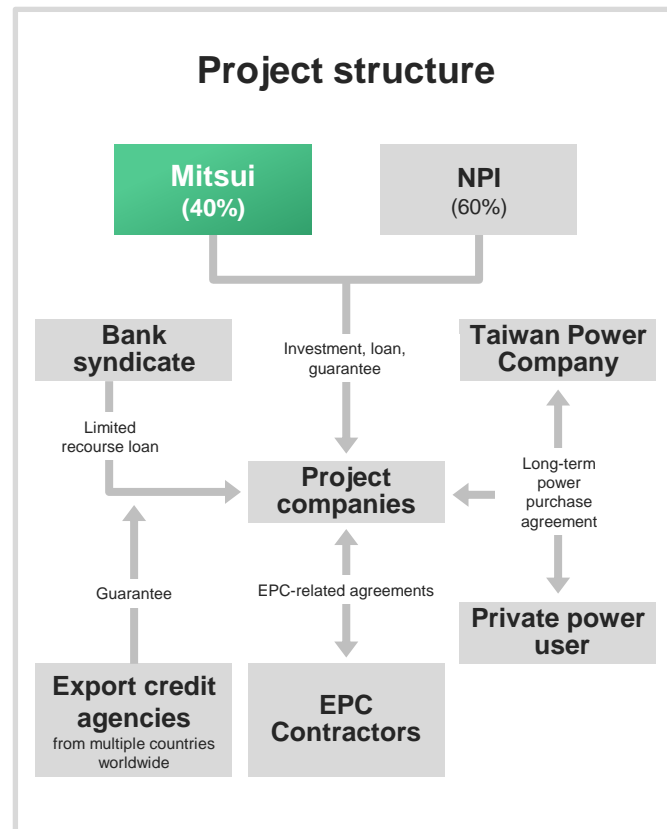 Project structure
Mitsui
(40%)
NPI
(60%)
Bank
syndicate
Investment, loan,
guarantee
Taiwan Power
Company
Limited
recourse loan
Project
companies
Long-term
power
purchase
agreement
Guarantee
EPC-related agreements
Private power
user
Export credit
agencies
from multiple countries
worldwide
EPC
Contractors